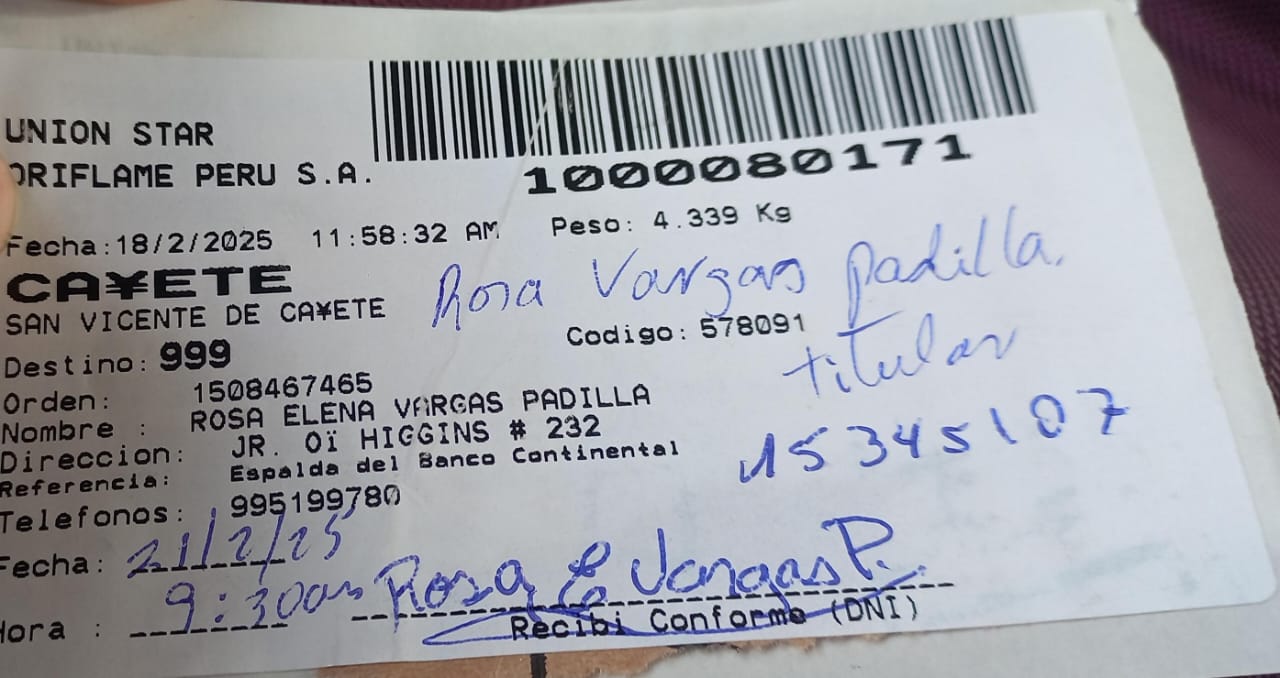 UNION STAR
ORIFLAME PERU S.A.
1000080171
Fecha:18/2/2025 11:58:32 AM Peso: 4.339 Kg
CA¥ETE
Rosa Vargas padilla.
SAN VICENTE DE CA¥ETE
Codigo: 578091
titular
Destino: 999
Orden: 1508467465
Nombre : ROSA ELENA VARGAS PADILLA
Direccion: JR. Oï HIGGINS # 232
15345107
Referencia: Espalda del Banco Continental
Telefonos: 995199780
Fecha: 21/2/25
Hora : 9:30am Rosa E Vargas P.
Recibi Conforme (DNI)